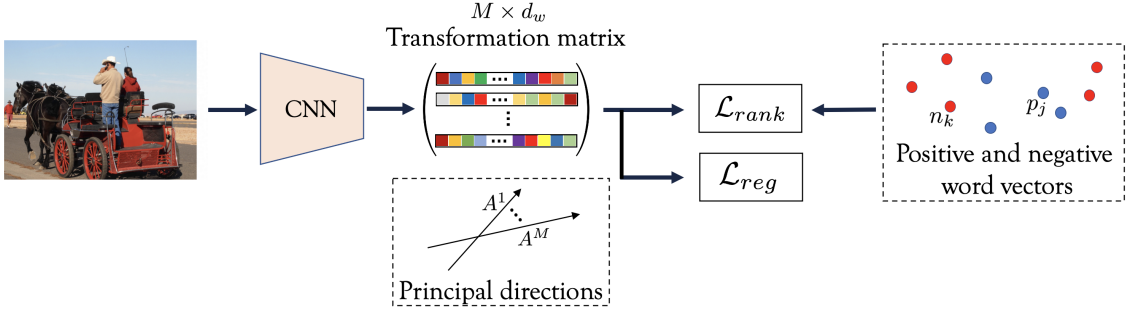 M × d_w
Transformation matrix
CNN
...
...
⋮
...
ℒ_rank
ℒ_reg
n_k
p_j
Positive and negative
word vectors
A^1
A^M
Principal directions